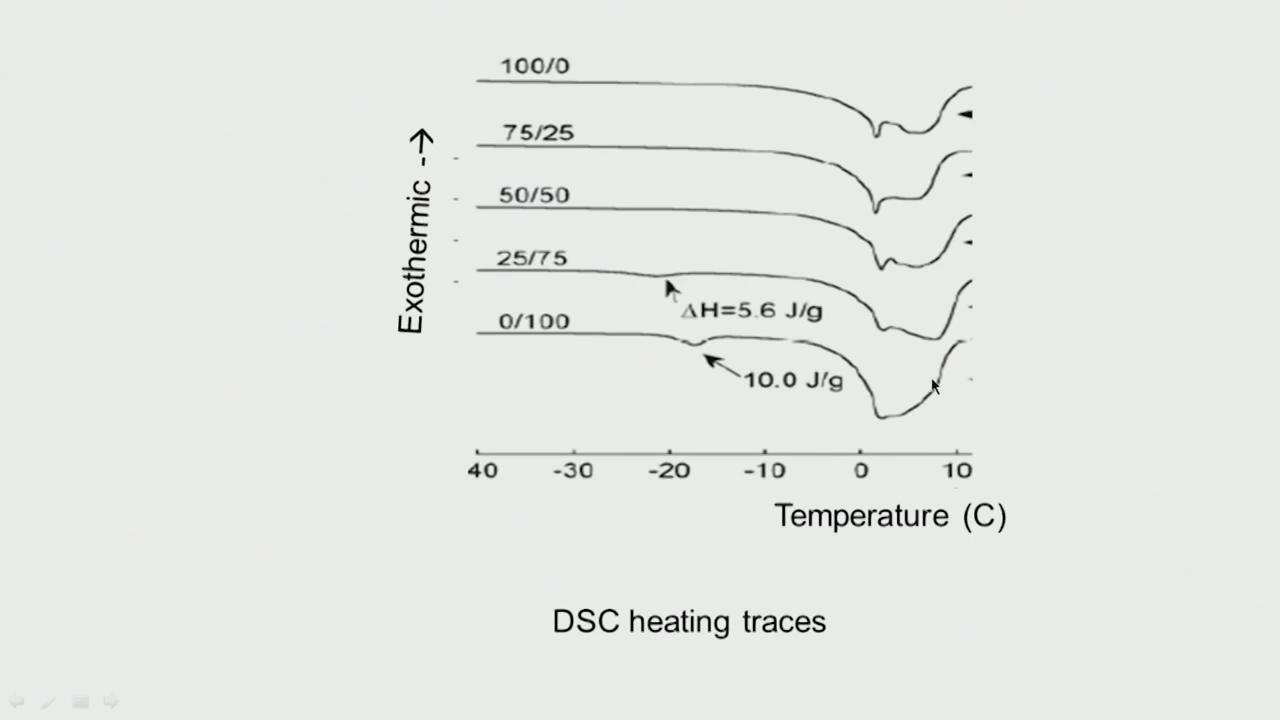 100/0
75/25
50/50
25/75
ΔH=5.6 J/g
0/100
10.0 J/g
Exothermic -→
40 -30 -20 -10 0 10
Temperature (C)
DSC heating traces